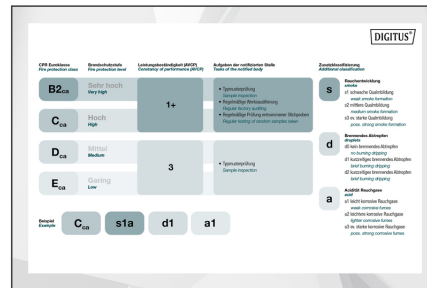 DIGITUS®
CPR Euroklasse
Fire protection class
Brandschutzstufe
Fire protection level
Leistungsbeständigkeit (AVCP)
Constancy of performance (AVCP)
Aufgaben der notifizierten Stelle
Tasks of the notified body
Zusatzklassifizierung
Additional classification
B2ca
Sehr hoch
Very high
Cca
Hoch
High
1+
• Typenunterprüfung
Sample inspection
• Regelmäßige Werksauditierung
Regular factory auditing
• Regelmäßige Prüfung entnommener Stichproben
Regular testing of random samples taken
Dca
Mittel
Medium
Eca
Gering
Low
3
• Typenunterprüfung
Sample inspection
s
Rauchentwicklung
smoke
s1 schwache Qualmbildung
weak smoke formation
s2 mittlere Qualmbildung
medium smoke formation
s3 ev. starke Qualmbildung
poss. strong smoke formation
d
Brennendes Abtropfen
droplets
d0 kein brennendes Abtropfen
no burning dripping
d1 kurzzeitiges brennendes Abtropfen
brief burning dripping
d2 kurzzeitiges brennendes Abtropfen
brief burning dripping
a
Acidität Rauchgase
acid
a1 leicht korrosive Rauchgase
weak corrosive fumes
a2 leichtere korrosive Rauchgase
lighter corrosive fumes
a3 ev. starke korrosive Rauchgase
poss. strong corrosive fumes
Beispiel
Example
Cca s1a d1 a1